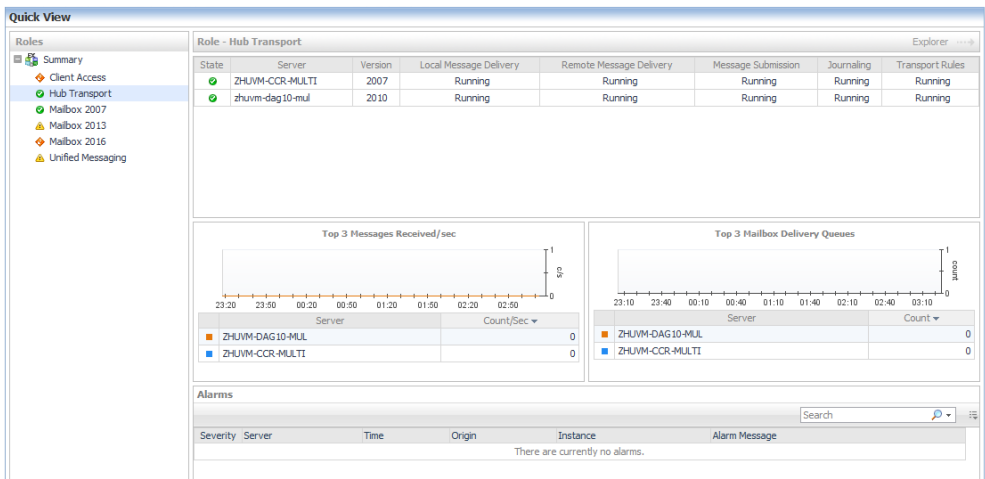 Quick View
Roles
Summary
Client Access
Hub Transport
Mailbox 2007
Mailbox 2013
Mailbox 2016
Unified Messaging
Role - Hub Transport Explorer
State Server Version Local Message Delivery Remote Message Delivery Message Submission Journaling Transport Rules
ZHUVM-CCR-MULTI 2007 Running Running Running Running Running
zhuvm-dag10-mul 2010 Running Running Running Running Running
Top 3 Messages Received/sec
1
c/s
0
23:20 23:50 00:20 00:50 01:20 01:50 02:20 02:50
Server Count/Sec
ZHUVM-DAG10-MUL 0
ZHUVM-CCR-MULTI 0
Top 3 Mailbox Delivery Queues
1
count
0
23:10 23:40 00:10 00:40 01:10 01:40 02:10 02:40 03:10
Server Count
ZHUVM-DAG10-MUL 0
ZHUVM-CCR-MULTI 0
Alarms
Search
Severity Server Time Origin Instance Alarm Message
There are currently no alarms.